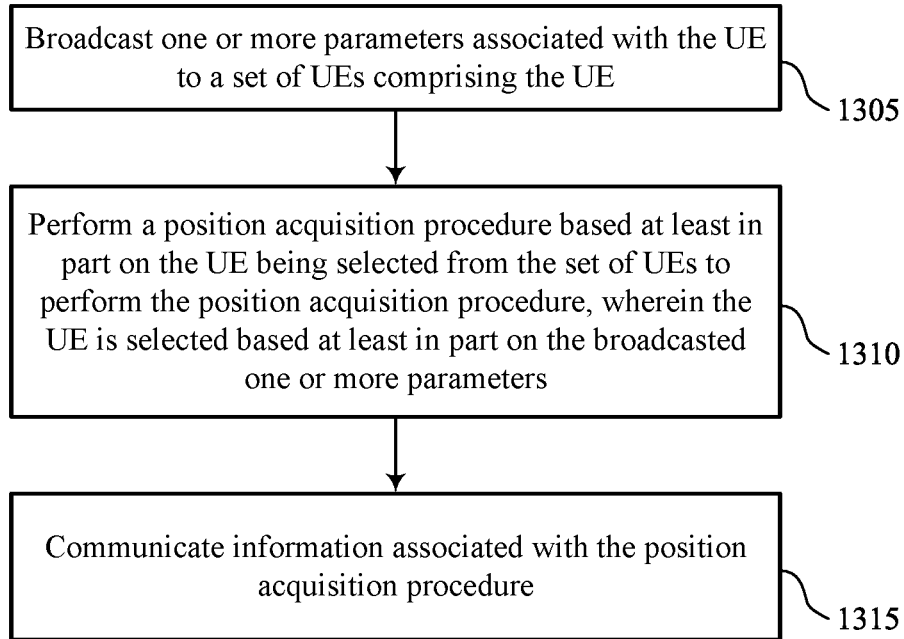 Broadcast one or more parameters associated with the UE
to a set of UEs comprising the UE
1305
Perform a position acquisition procedure based at least in
part on the UE being selected from the set of UEs to
perform the position acquisition procedure, wherein the
UE is selected based at least in part on the broadcasted
one or more parameters
1310
Communicate information associated with the position
acquisition procedure
1315